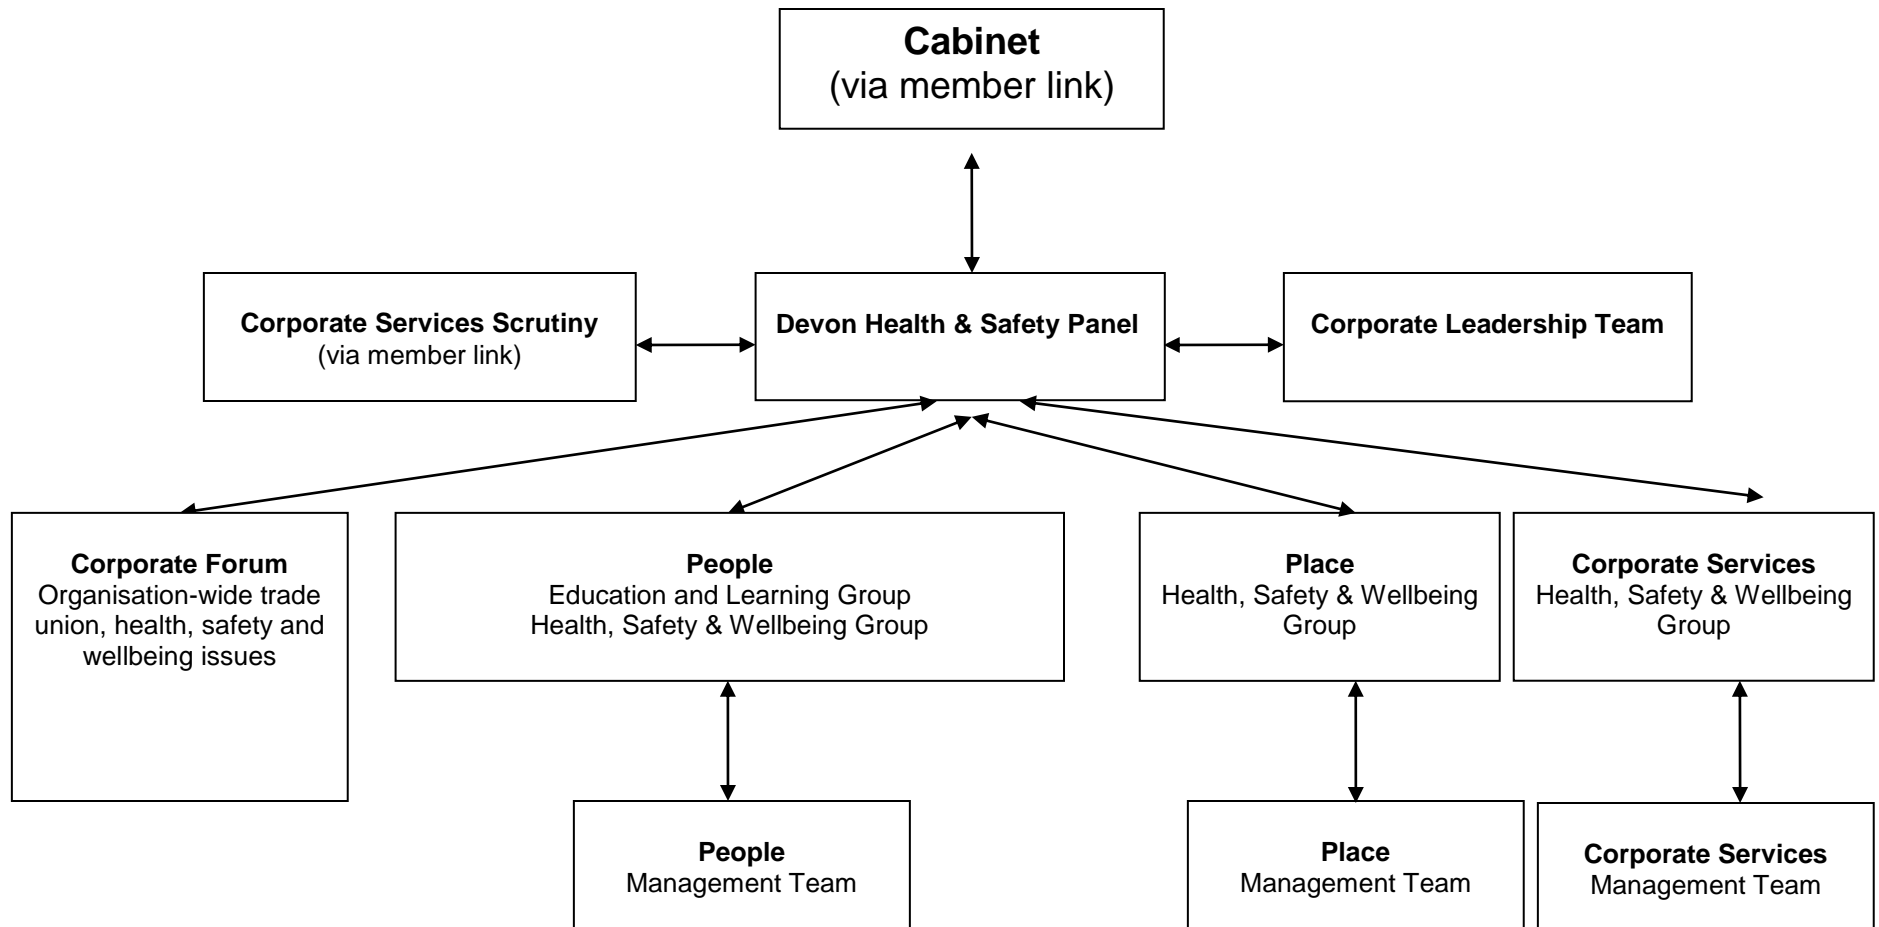 Cabinet
(via member link)
Corporate Services Scrutiny
(via member link)
Devon Health & Safety Panel
Corporate Leadership Team
Corporate Forum
Organisation-wide trade
union, health, safety and
wellbeing issues
People
Education and Learning Group
Health, Safety & Wellbeing Group
Place
Health, Safety & Wellbeing
Group
Corporate Services
Health, Safety & Wellbeing
Group
People
Management Team
Place
Management Team
Corporate Services
Management Team